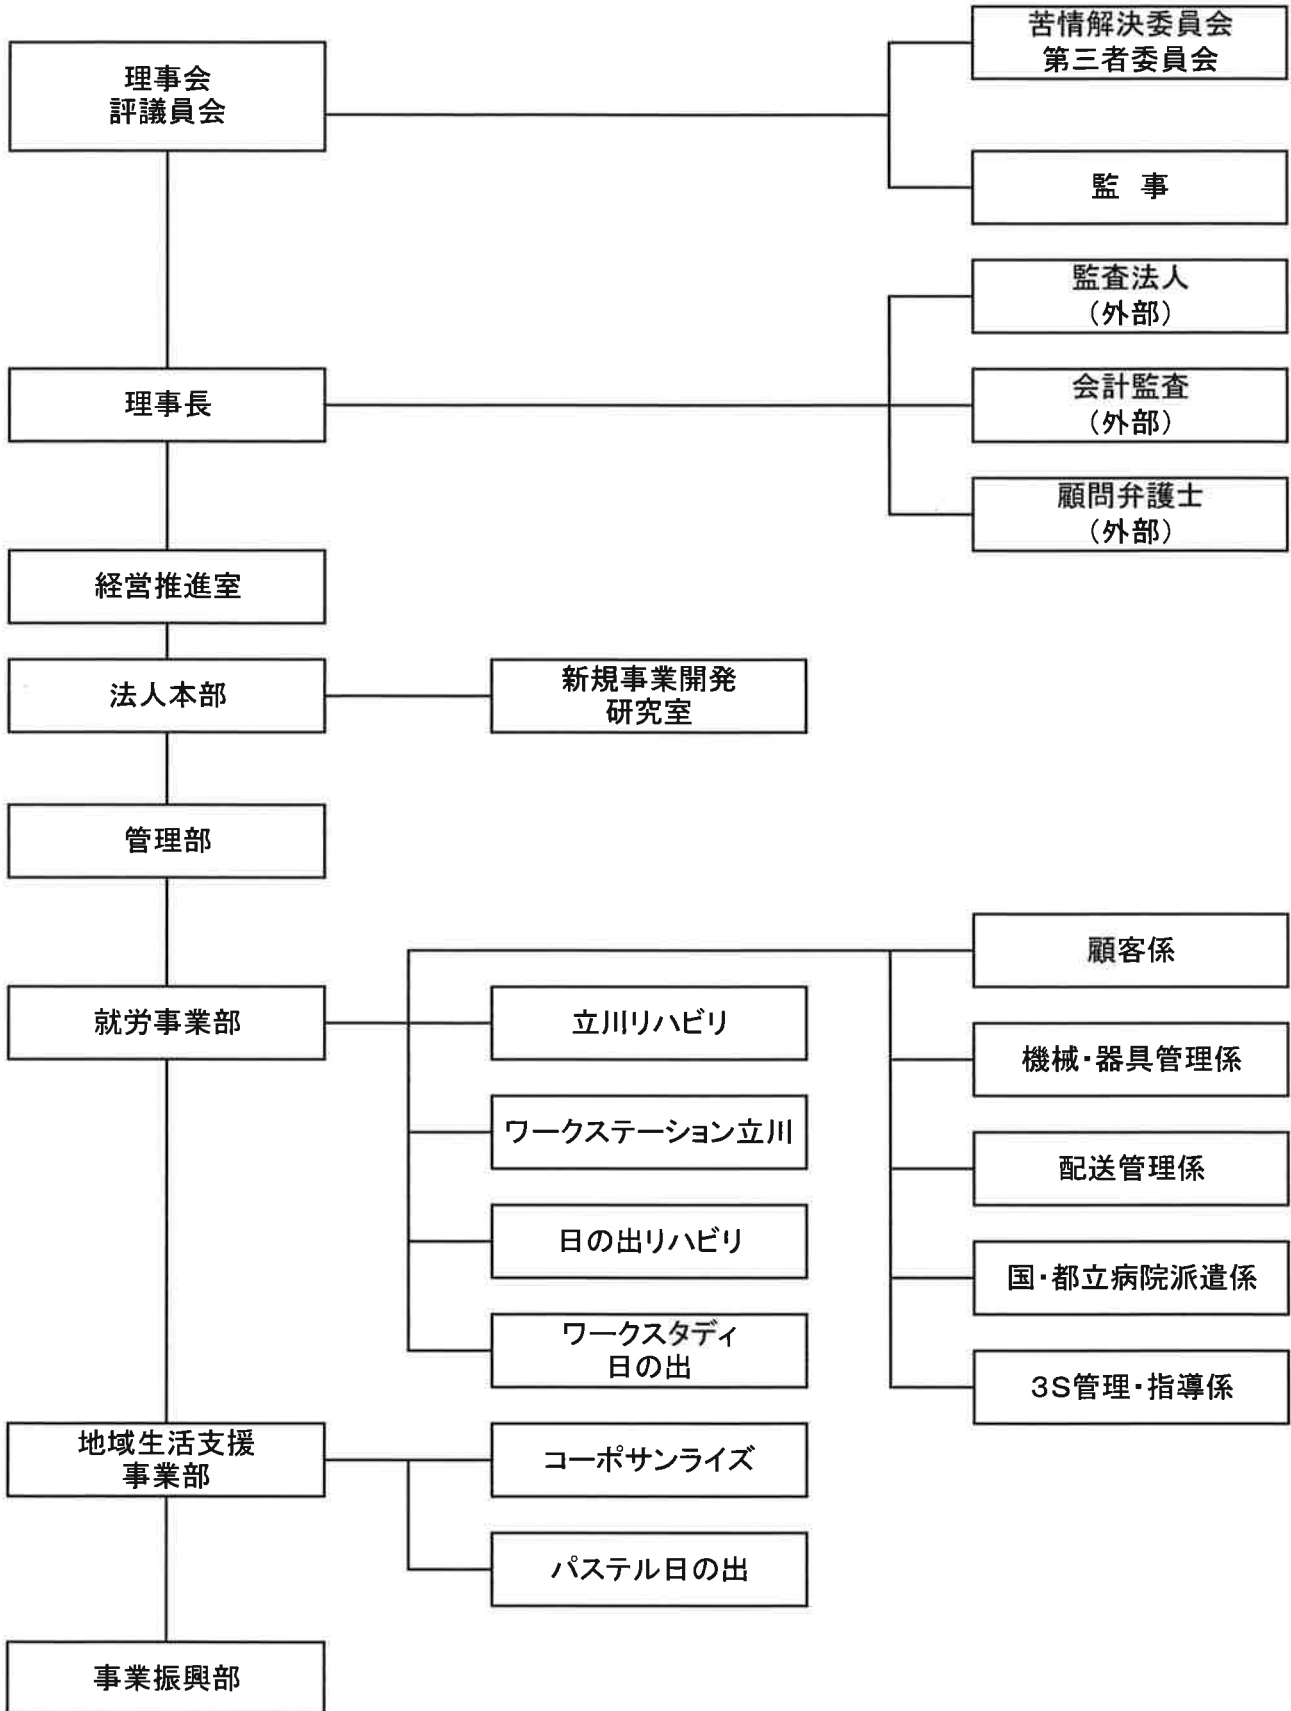 苦情解決委員会
第三者委員会
理事会
評議員会
監 事
監査法人
（外部）
理事長
会計監査
（外部）
顧問弁護士
（外部）
経営推進室
法人本部
新規事業開発
研究室
管理部
顧客係
就労事業部
立川リハビリ
機械・器具管理係
ワークステーション立川
配送管理係
日の出リハビリ
国・都立病院派遣係
ワークスタディ
日の出
3S管理・指導係
地域生活支援
事業部
コーポサンライズ
パステル日の出
事業振興部